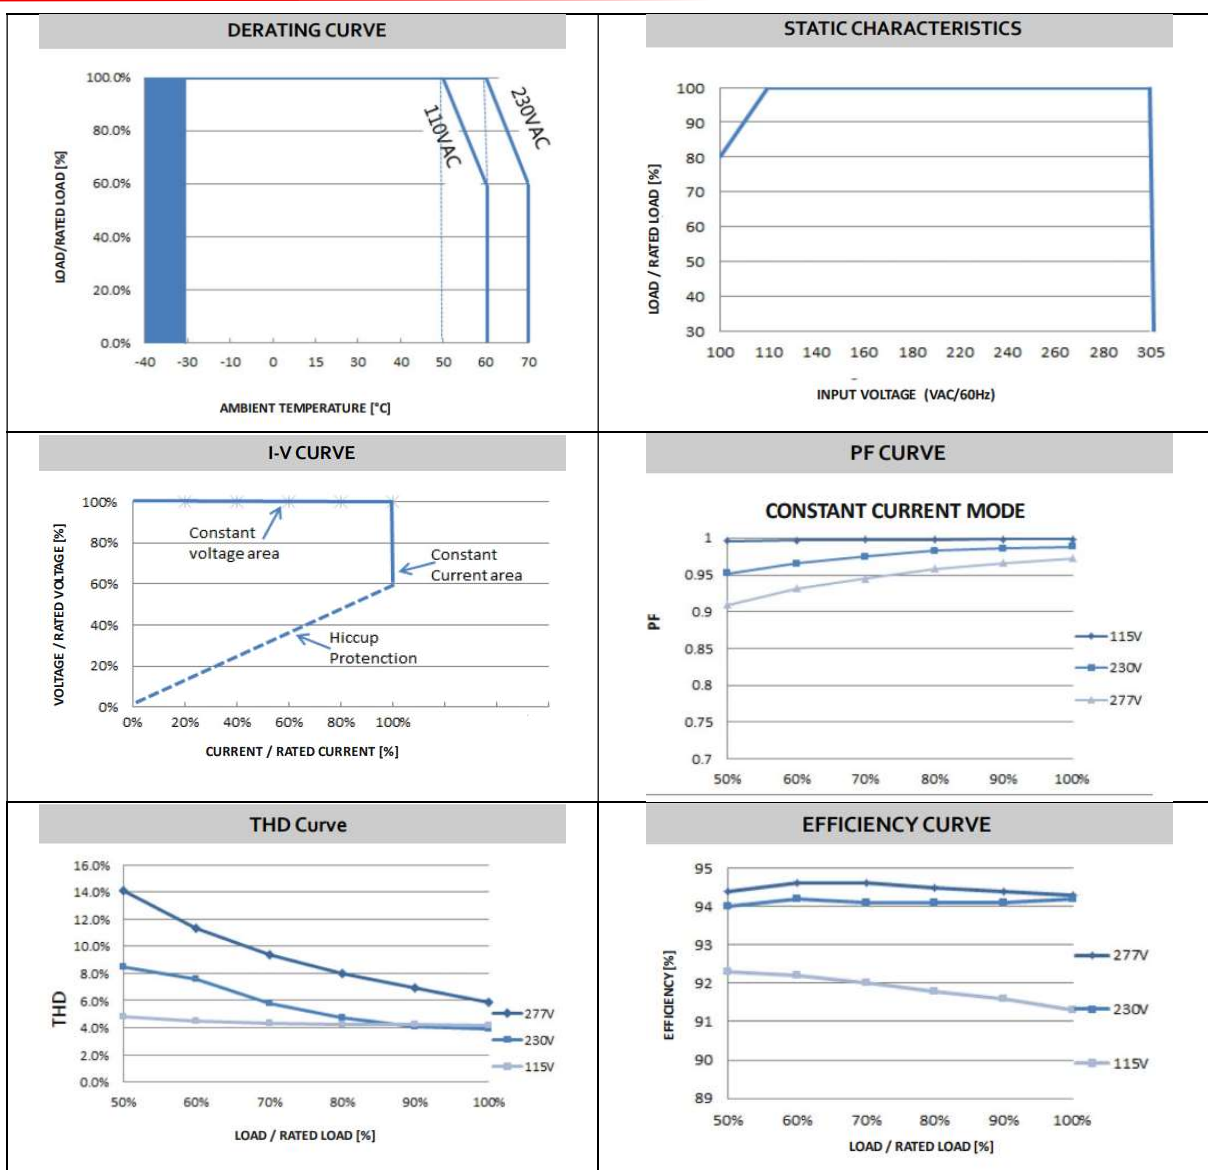 DERATING CURVE
100.0%
80.0%
60.0%
40.0%
20.0%
0.0%
LOAD/RATED LOAD [%]
110VAC
230VAC
-40 -30 -10 0 15 30 40 50 60 70
AMBIENT TEMPERATURE [°C]
STATIC CHARACTERISTICS
100
90
80
70
60
50
40
30
LOAD / RATED LOAD [%]
100 110 140 160 180 220 240 260 280 305
INPUT VOLTAGE (VAC/60Hz)
I-V CURVE
100%
80%
60%
40%
20%
0%
VOLTAGE / RATED VOLTAGE [%]
Constant
voltage area
Constant
Current area
Hiccup
Protenction
0% 20% 40% 60% 80% 100%
CURRENT / RATED CURRENT [%]
PF CURVE
CONSTANT CURRENT MODE
1
0.95
0.9
0.85
0.8
0.75
0.7
PF
115V
230V
277V
50% 60% 70% 80% 90% 100%
THD Curve
16.0%
14.0%
12.0%
10.0%
8.0%
6.0%
4.0%
2.0%
0.0%
THD
277V
230V
115V
50% 60% 70% 80% 90% 100%
LOAD / RATED LOAD [%]
EFFICIENCY CURVE
95
94
93
92
91
90
89
EFFICIENCY [%]
277V
230V
115V
50% 60% 70% 80% 90% 100%
LOAD / RATED LOAD [%]